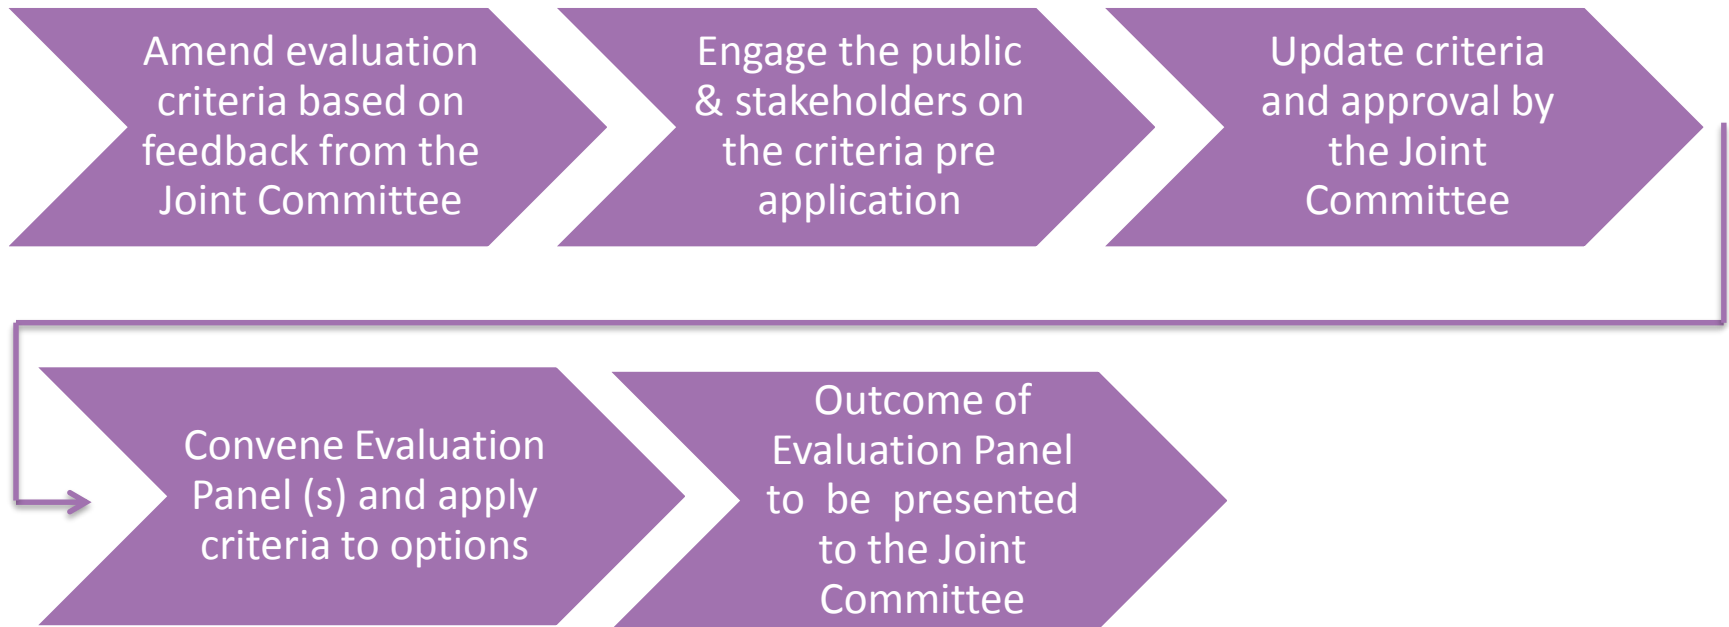 Amend evaluation
criteria based on
feedback from the
Joint Committee
Engage the public
& stakeholders on
the criteria pre
application
Update criteria
and approval by
the Joint
Committee
Convene Evaluation
Panel (s) and apply
criteria to options
Outcome of
Evaluation Panel
to be presented
to the Joint
Committee